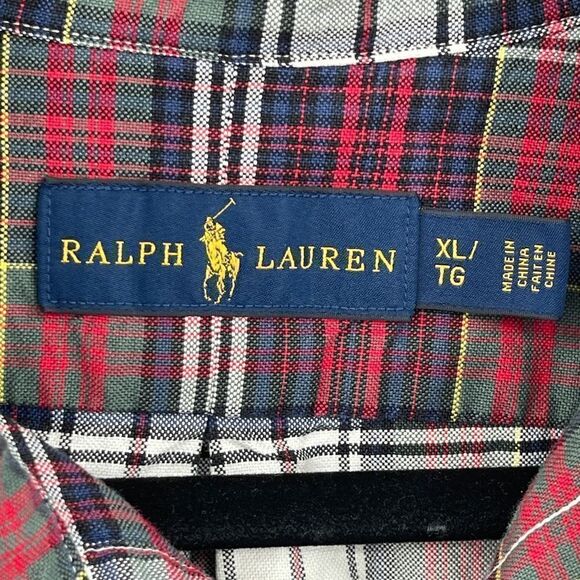 RALPH LAUREN
XL/
TG
MADE IN
CHINA
FAIT EN
CHINE